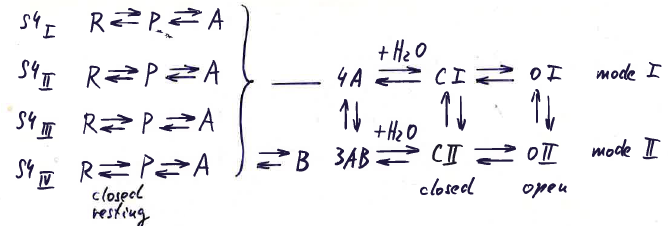 S4I R ⇌ P ⇌ A
S4II R ⇌ P ⇌ A
S4III R ⇌ P ⇌ A
S4IV R ⇌ P ⇌ A ⇌ B
closed
resting
4A +H2O ⇌ CI ⇌ OI mode I
3AB +H2O ⇌ CII ⇌ OII mode II
closed open